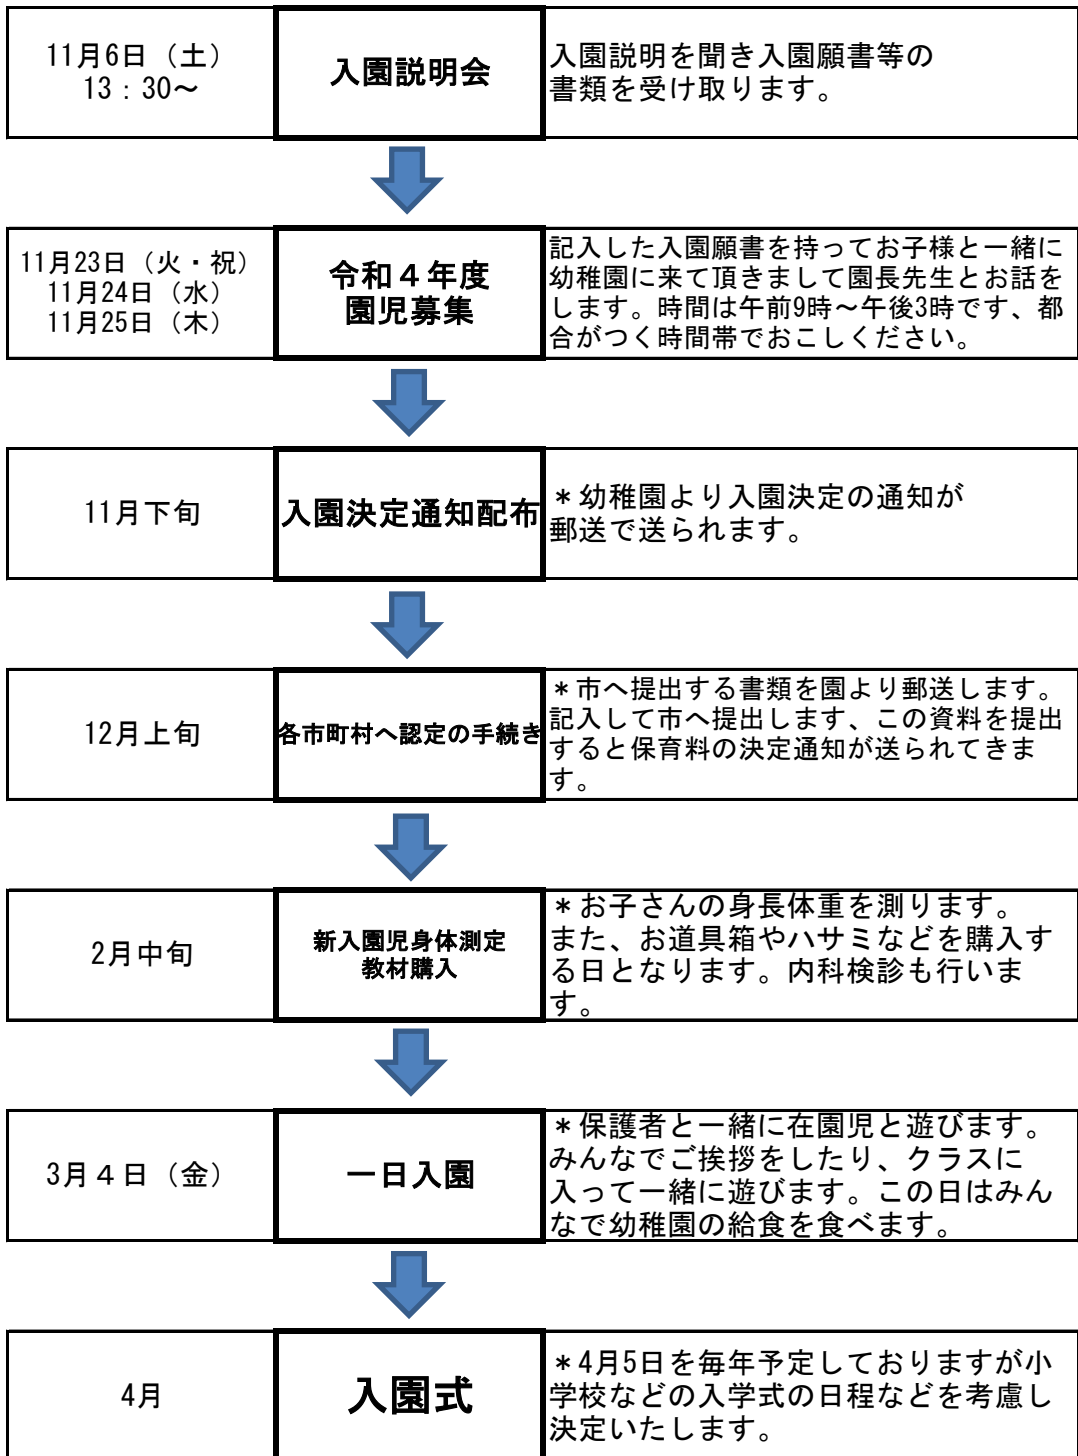 11月6日（土）
13：30～
入園説明会
入園説明を聞き入園願書等の
書類を受け取ります。
11月23日（火・祝）
11月24日（水）
11月25日（木）
令和４年度
園児募集
記入した入園願書を持ってお子様と一緒に
幼稚園に来て頂きまして園長先生とお話を
します。時間は午前9時～午後3時です、都
合がつく時間帯でおこしください。
11月下旬
入園決定通知配布
＊幼稚園より入園決定の通知が
郵送で送られます。
12月上旬
各市町村へ認定の手続き
＊市へ提出する書類を園より郵送します。
記入して市へ提出します、この資料を提出
すると保育料の決定通知が送られてきま
す。
2月中旬
新入園児身体測定
教材購入
＊お子さんの身長体重を測ります。
また、お道具箱やハサミなどを購入す
る日となります。内科検診も行いま
す。
3月４日（金）
一日入園
＊保護者と一緒に在園児と遊びます。
みんなでご挨拶をしたり、クラスに
入って一緒に遊びます。この日はみん
なで幼稚園の給食を食べます。
4月
入園式
＊4月5日を毎年予定しておりますが小
学校などの入学式の日程などを考慮し
決定いたします。